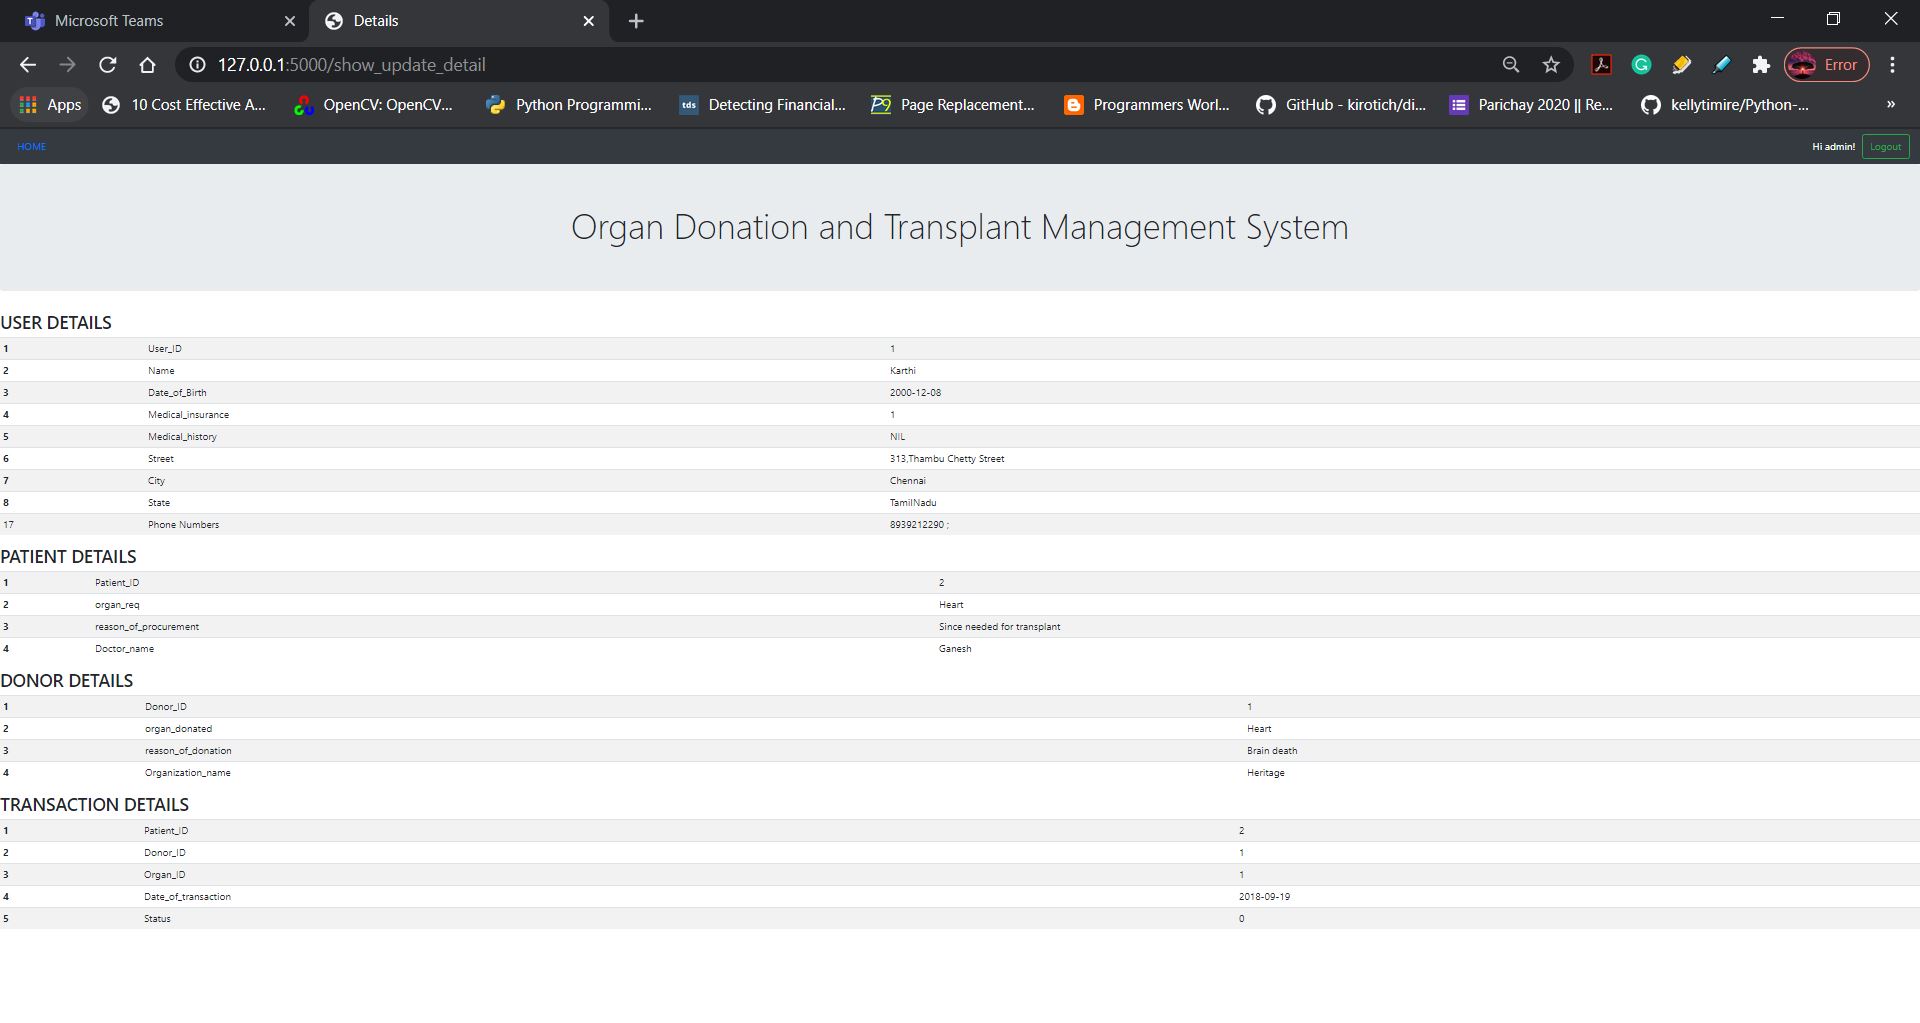 Microsoft Teams
Details
127.0.0.1:5000/show_update_detail
Error
Apps
10 Cost Effective A...
OpenCV: OpenCV...
Python Programmi...
tds Detecting Financial...
Page Replacement...
Programmers Worl...
GitHub - kirotich/di...
Parichay 2020 || Re...
kellytimire/Python-...
»
HOME
Hi admin! Logout
Organ Donation and Transplant Management System
USER DETAILS
1 User_ID 1
2 Name Karthi
3 Date_of_Birth 2000-12-08
4 Medical_insurance 1
5 Medical_history NIL
6 Street 313,Thambu Chetty Street
7 City Chennai
8 State TamilNadu
17 Phone Numbers 8939212290 ;
PATIENT DETAILS
1 Patient_ID 2
2 organ_req Heart
3 reason_of_procurement Since needed for transplant
4 Doctor_name Ganesh
DONOR DETAILS
1 Donor_ID 1
2 organ_donated Heart
3 reason_of_donation Brain death
4 Organization_name Heritage
TRANSACTION DETAILS
1 Patient_ID 2
2 Donor_ID 1
3 Organ_ID 1
4 Date_of_transaction 2018-09-19
5 Status 0